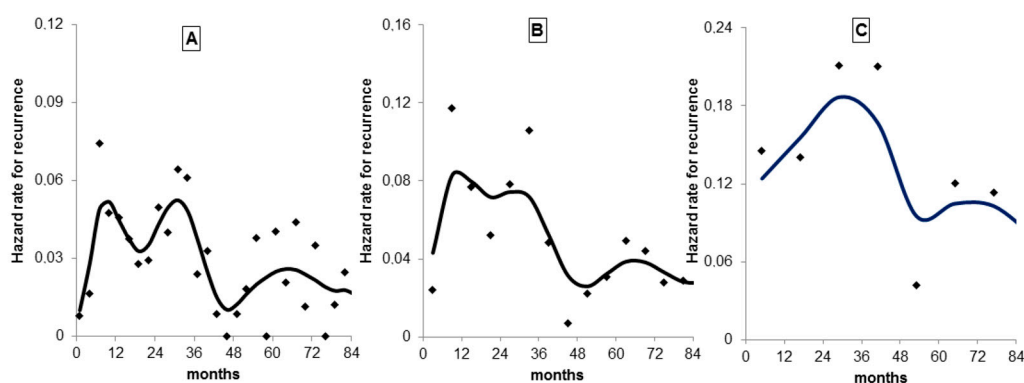 A
Hazard rate for recurrence
0.12
0.09
0.06
0.03
0
0 12 24 36 48 60 72 84
months
B
Hazard rate for recurrence
0,16
0,12
0,08
0,04
0
0 12 24 36 48 60 72 84
months
C
Hazard rate for recurrence
0,24
0,18
0,12
0,06
0
0 12 24 36 48 60 72 84
months